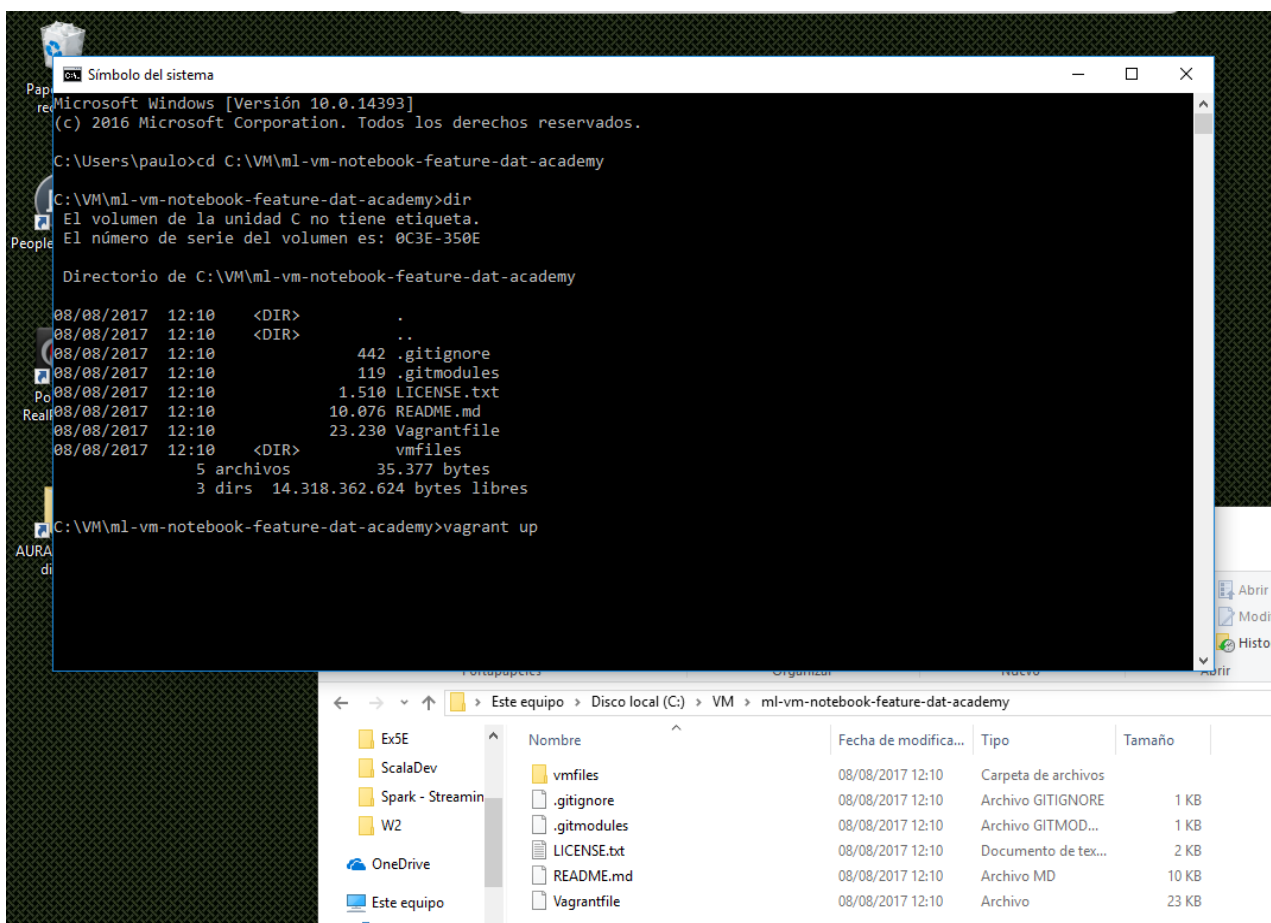 Símbolo del sistema
Microsoft Windows [Versión 10.0.14393]
(c) 2016 Microsoft Corporation. Todos los derechos reservados.
C:\Users\paulo>cd C:\VM\ml-vm-notebook-feature-dat-academy
C:\VM\ml-vm-notebook-feature-dat-academy>dir
El volumen de la unidad C no tiene etiqueta.
El número de serie del volumen es: 0C3E-350E
Directorio de C:\VM\ml-vm-notebook-feature-dat-academy
08/08/2017 12:10 <DIR> .
08/08/2017 12:10 <DIR> ..
08/08/2017 12:10 442 .gitignore
08/08/2017 12:10 119 .gitmodules
08/08/2017 12:10 1.510 LICENSE.txt
08/08/2017 12:10 10.076 README.md
08/08/2017 12:10 23.230 Vagrantfile
08/08/2017 12:10 <DIR> vmfiles
5 archivos 35.377 bytes
3 dirs 14.318.362.624 bytes libres
C:\VM\ml-vm-notebook-feature-dat-academy>vagrant up
Pap
rec
People
Po
Real
AURA
di
Abrir
Modi
Histo
Este equipo > Disco local (C:) > VM > ml-vm-notebook-feature-dat-academy
Ex5E
ScalaDev
Spark - Streamin
W2
OneDrive
Este equipo
Nombre Fecha de modifica... Tipo Tamaño
vmfiles 08/08/2017 12:10 Carpeta de archivos
.gitignore 08/08/2017 12:10 Archivo GITIGNORE 1 KB
.gitmodules 08/08/2017 12:10 Archivo GITMOD... 1 KB
LICENSE.txt 08/08/2017 12:10 Documento de tex... 2 KB
README.md 08/08/2017 12:10 Archivo MD 10 KB
Vagrantfile 08/08/2017 12:10 Archivo 23 KB